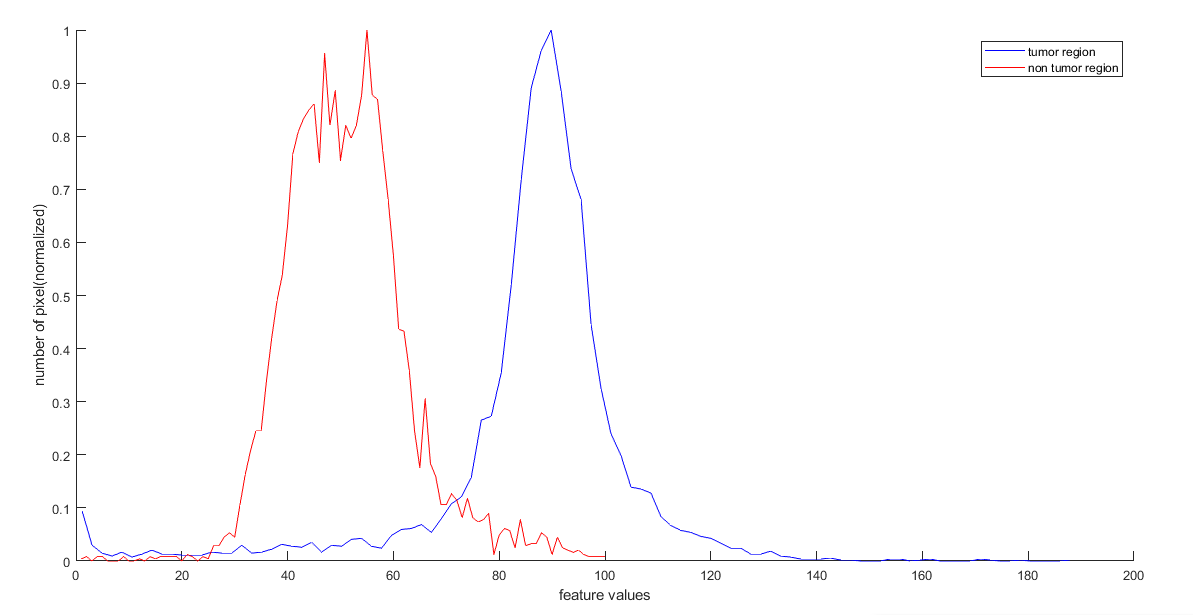 tumor region
non tumor region
1
0.9
0.8
0.7
0.6
0.5
0.4
0.3
0.2
0.1
0
number of pixel(normalized)
0 20 40 60 80 100 120 140 160 180 200
feature values